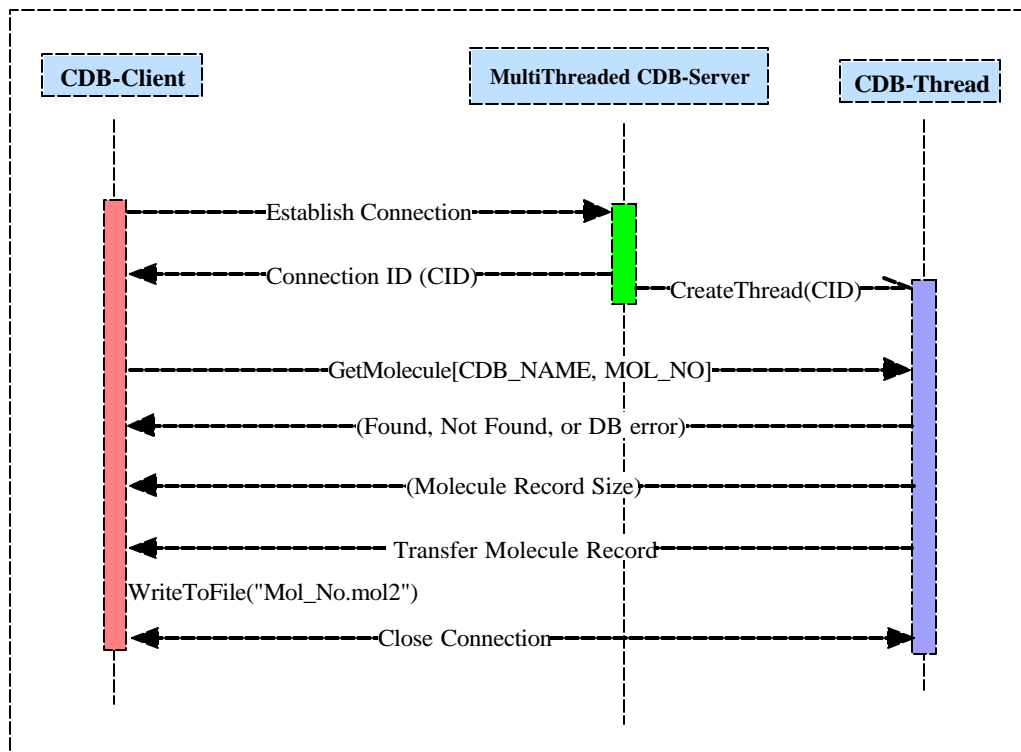 CDB-Client
MultiThreaded CDB-Server
CDB-Thread
Establish Connection
Connection ID (CID)
CreateThread(CID)
GetMolecule[CDB_NAME, MOL_NO]
(Found, Not Found, or DB error)
(Molecule Record Size)
Transfer Molecule Record
WriteToFile("Mol_No.mol2")
Close Connection